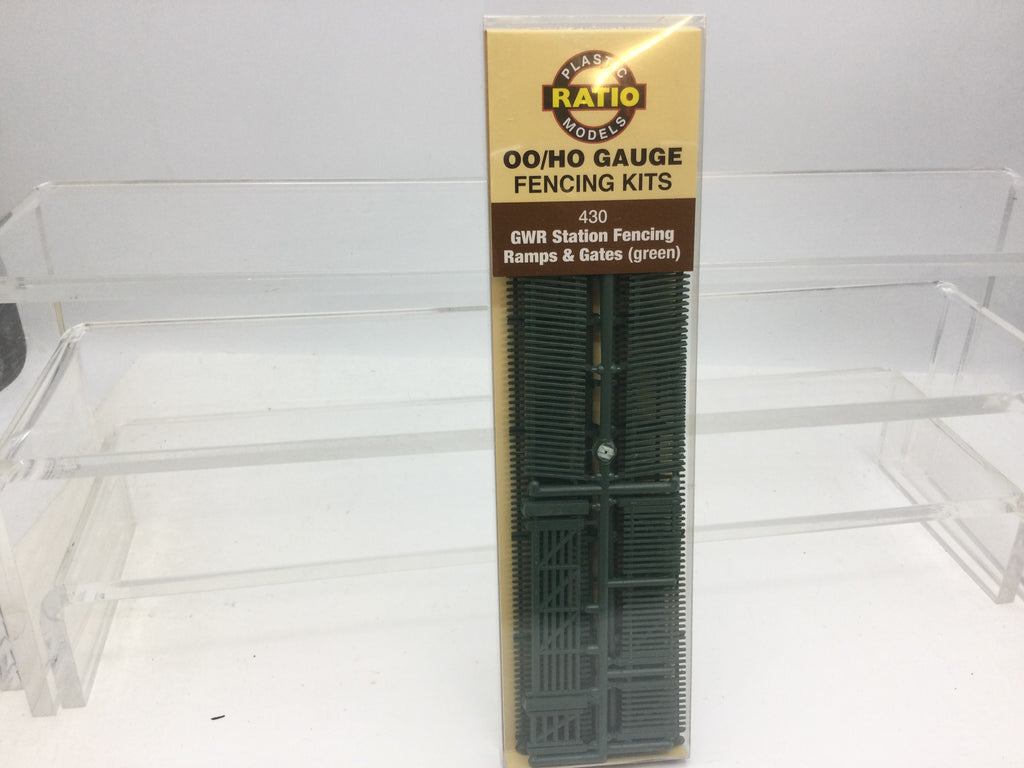 PLASTIC
RATIO
MODELS
OO/HO GAUGE
FENCING KITS
430
GWR Station Fencing
Ramps & Gates (green)